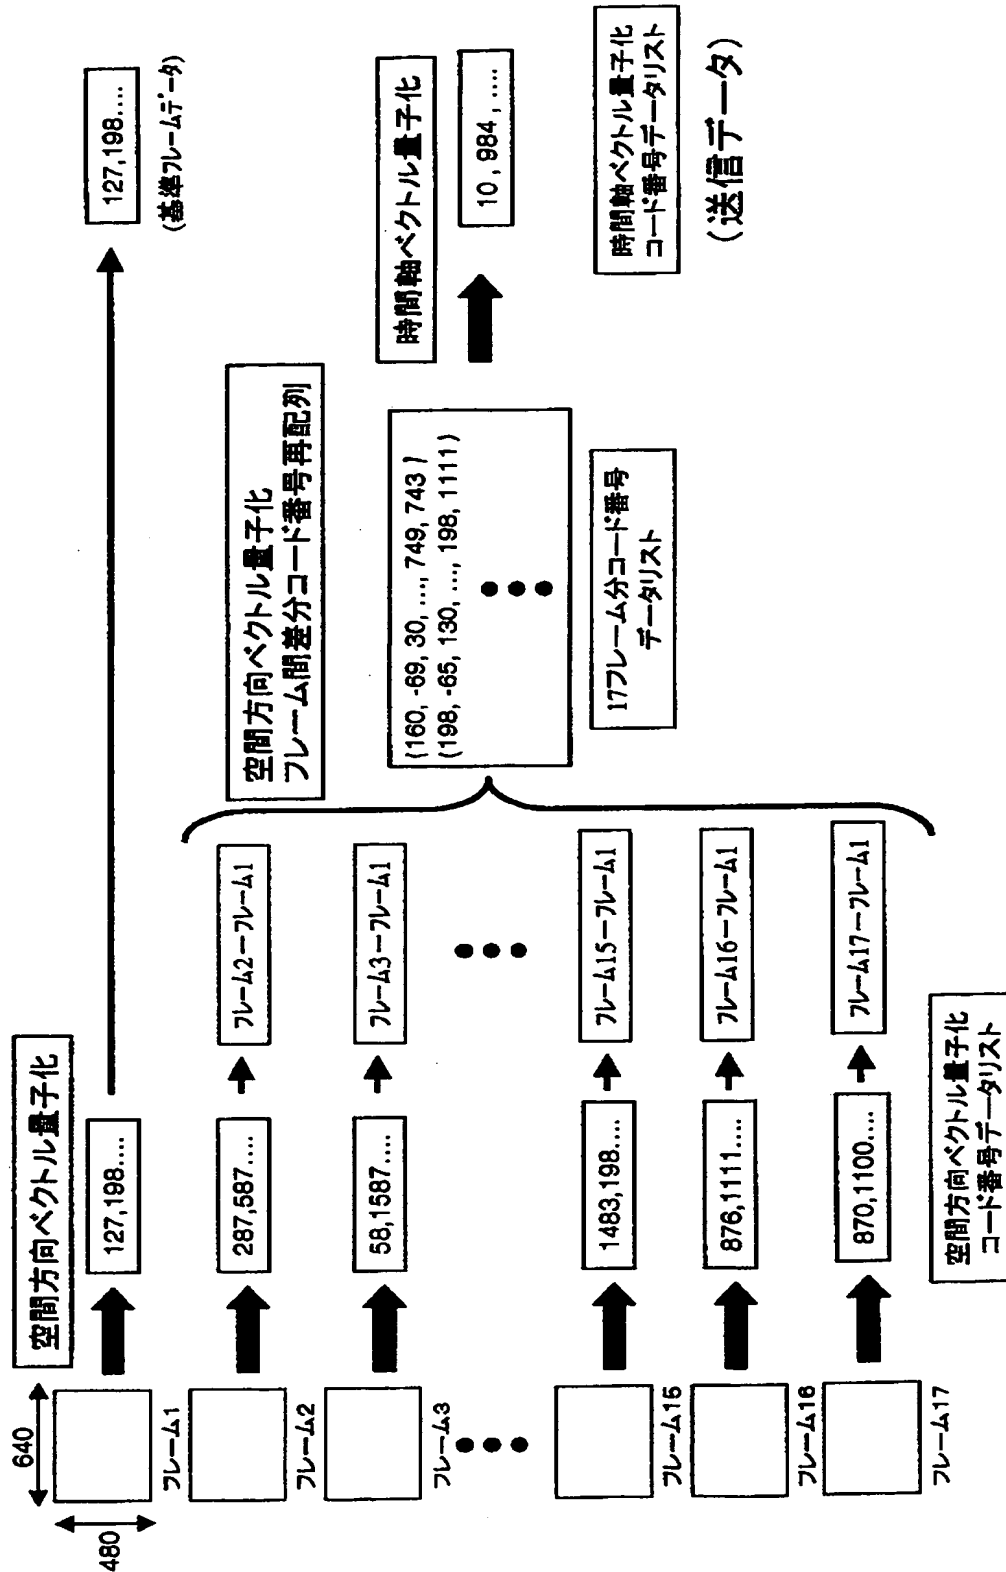 空間方向ベクトル量子化
640
480
フレーム1
127,198....
127,198....
(基準フレームデータ)
フレーム2
287,587....
フレーム2ーフレーム1
フレーム3
58,1587....
フレーム3ーフレーム1
フレーム15
1483,198....
フレーム15ーフレーム1
フレーム16
876,1111....
フレーム16ーフレーム1
フレーム17
870,1100....
フレーム17ーフレーム1
空間方向ベクトル量子化
コード番号データリスト
空間方向ベクトル量子化
フレーム間差分コード番号再配列
(160, -69, 30, ..., 749, 743 )
(198, -65, 130, ..., 198, 1111)
17フレーム分コード番号
データリスト
時間軸ベクトル量子化
10 , 984 , ....
時間軸ベクトル量子化
コード番号データリスト
(送信データ)